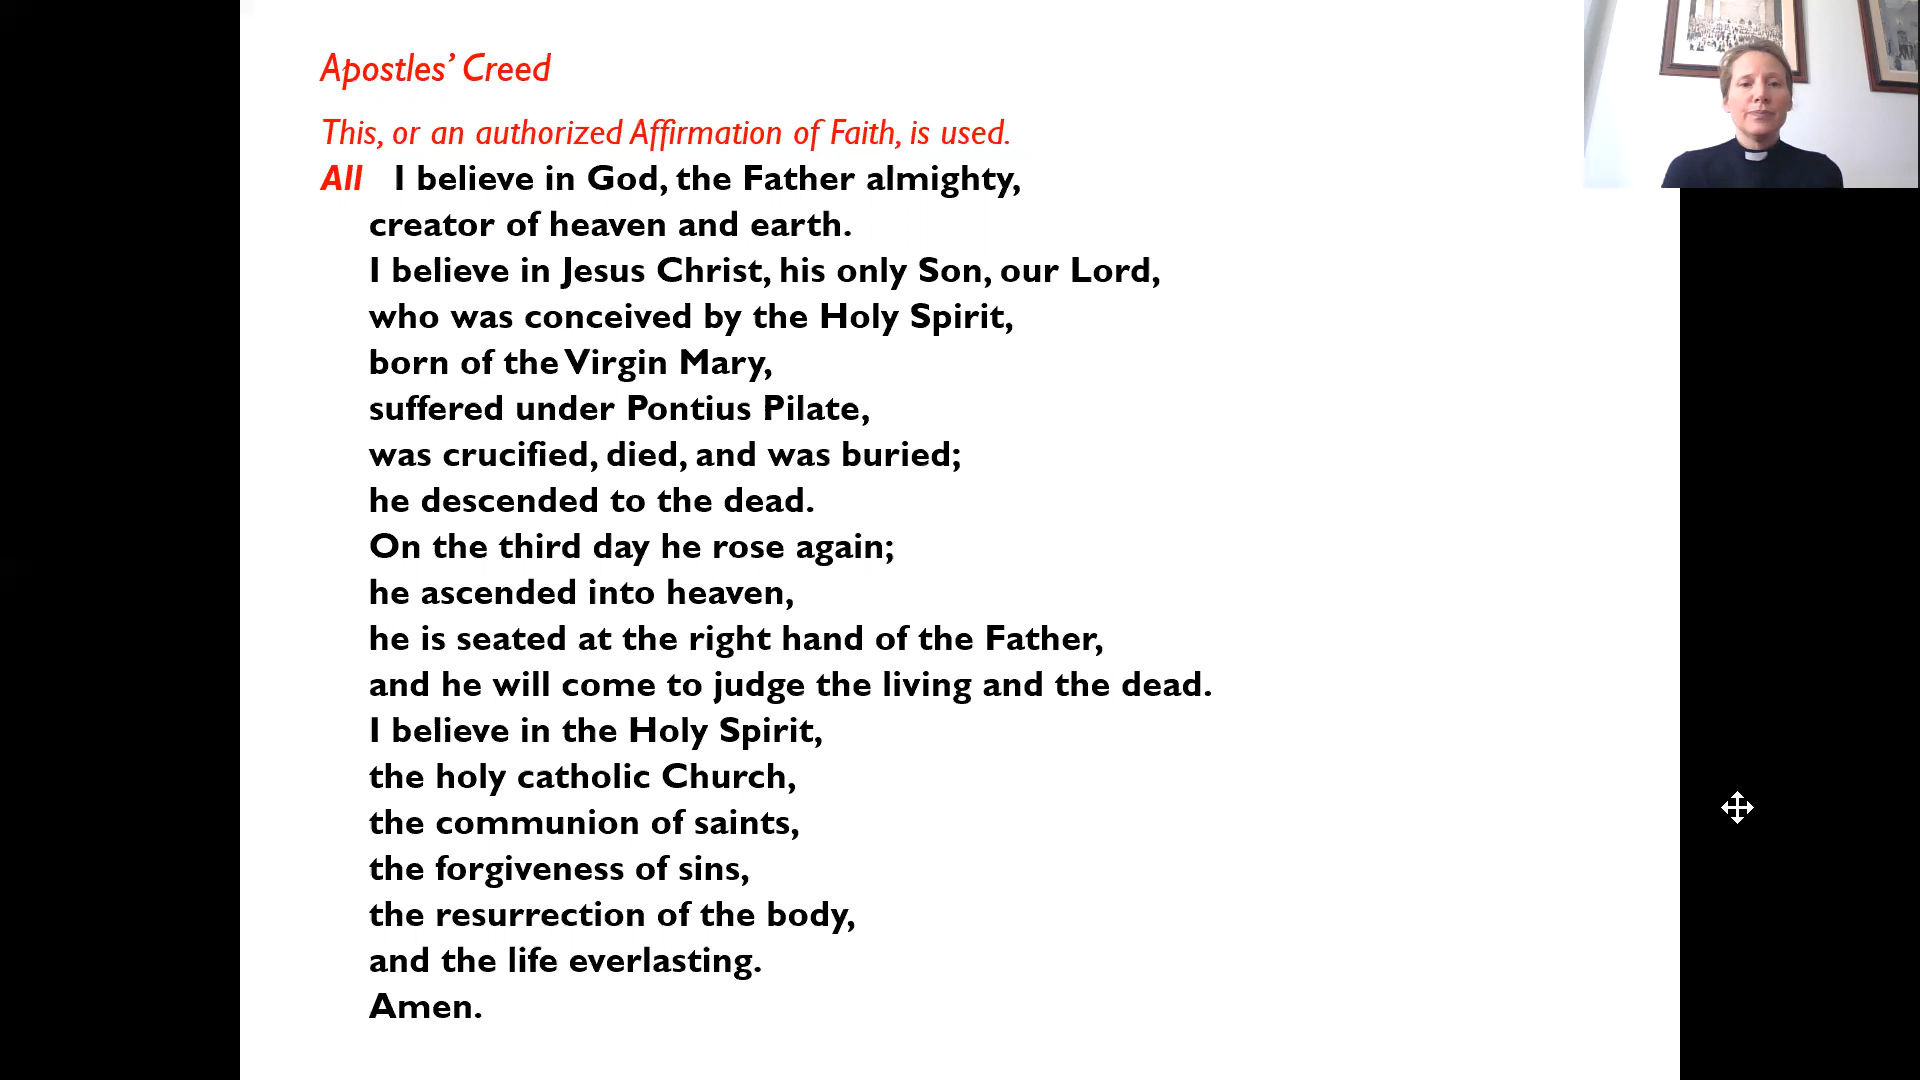 Apostles’ Creed
This, or an authorized Affirmation of Faith, is used.
All I believe in God, the Father almighty,
creator of heaven and earth.
I believe in Jesus Christ, his only Son, our Lord,
who was conceived by the Holy Spirit,
born of the Virgin Mary,
suffered under Pontius Pilate,
was crucified, died, and was buried;
he descended to the dead.
On the third day he rose again;
he ascended into heaven,
he is seated at the right hand of the Father,
and he will come to judge the living and the dead.
I believe in the Holy Spirit,
the holy catholic Church,
the communion of saints,
the forgiveness of sins,
the resurrection of the body,
and the life everlasting.
Amen.